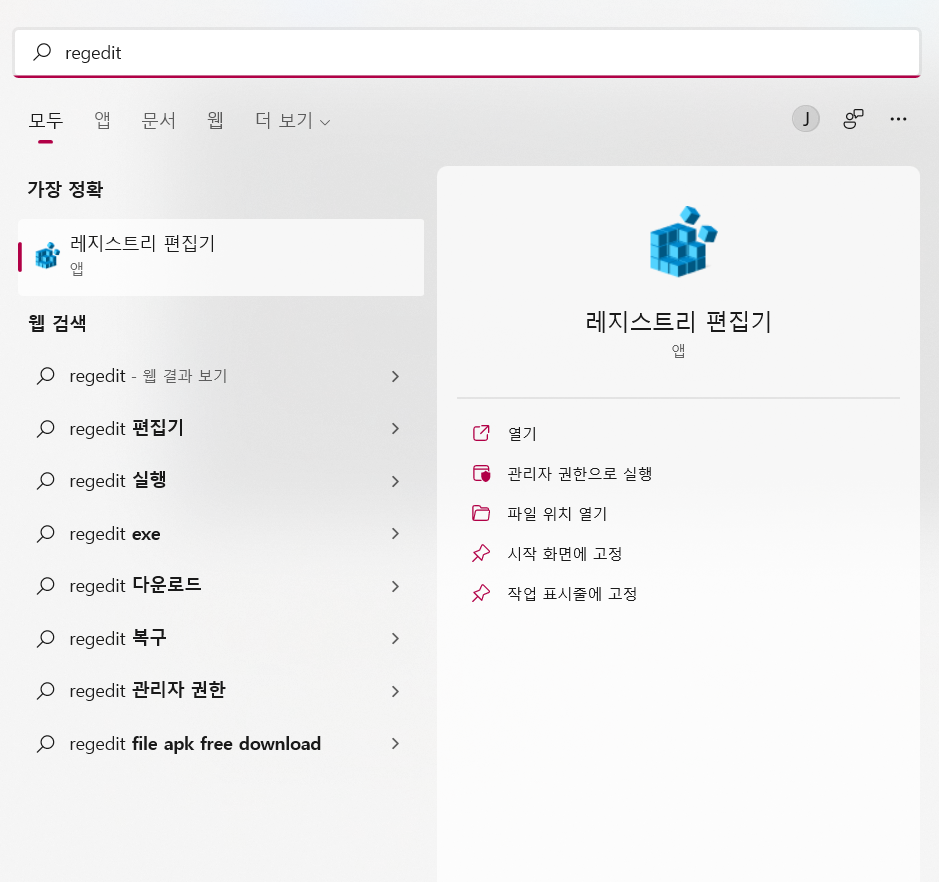 regedit
모두 앱 문서 웹 더 보기
J
가장 정확
레지스트리 편집기
앱
웹 검색
regedit - 웹 결과 보기
regedit 편집기
regedit 실행
regedit exe
regedit 다운로드
regedit 복구
regedit 관리자 권한
regedit file apk free download
레지스트리 편집기
앱
열기
관리자 권한으로 실행
파일 위치 열기
시작 화면에 고정
작업 표시줄에 고정